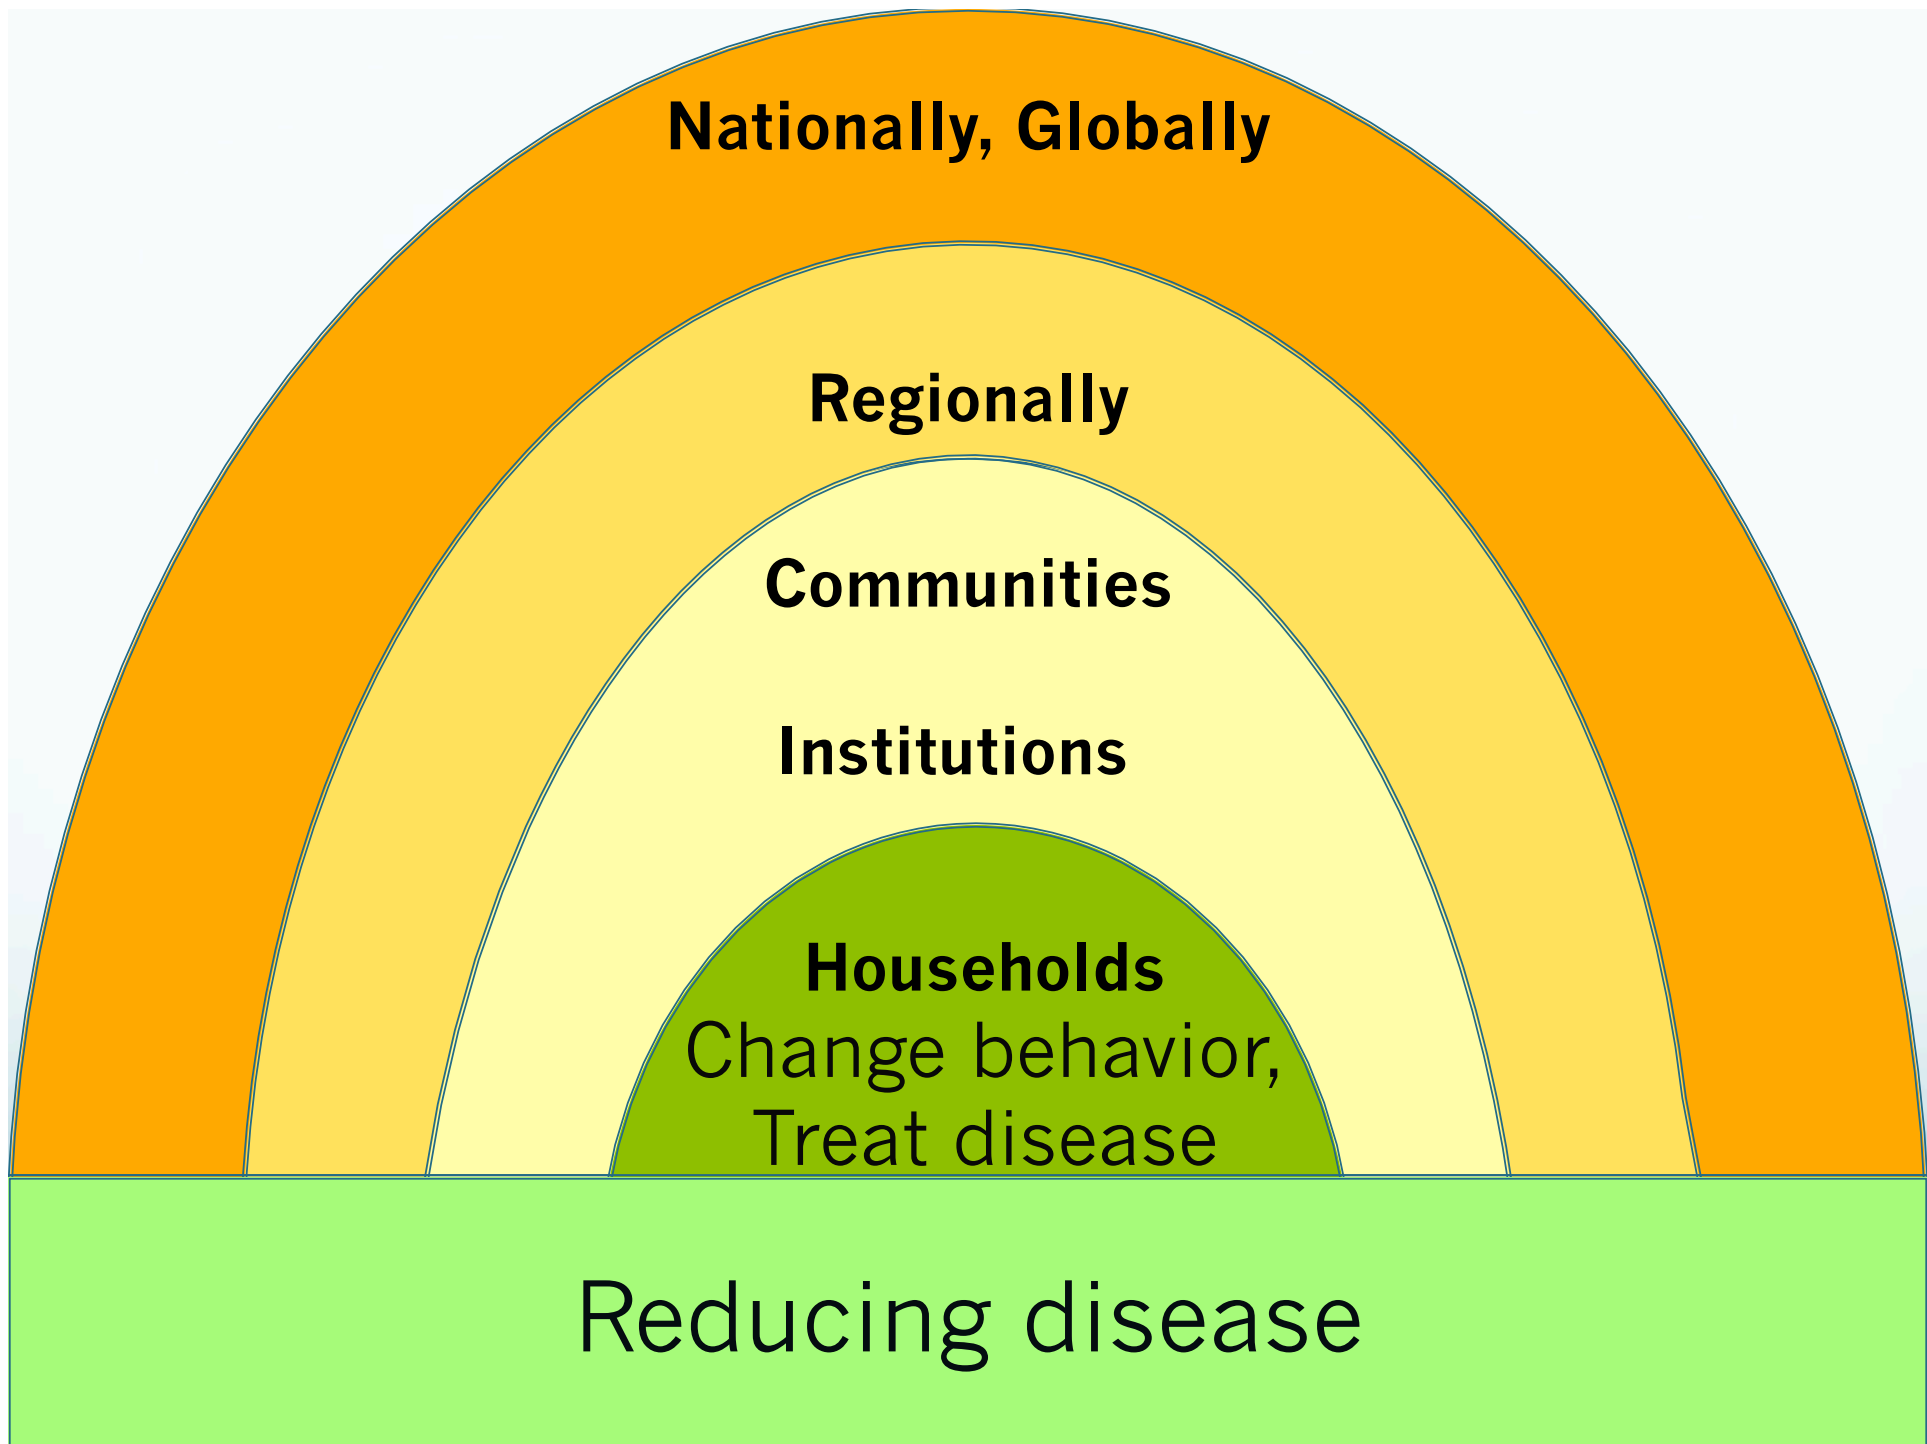 Nationally, Globally
Regionally
Communities
Institutions
Households
Change behavior,
Treat disease
Reducing disease